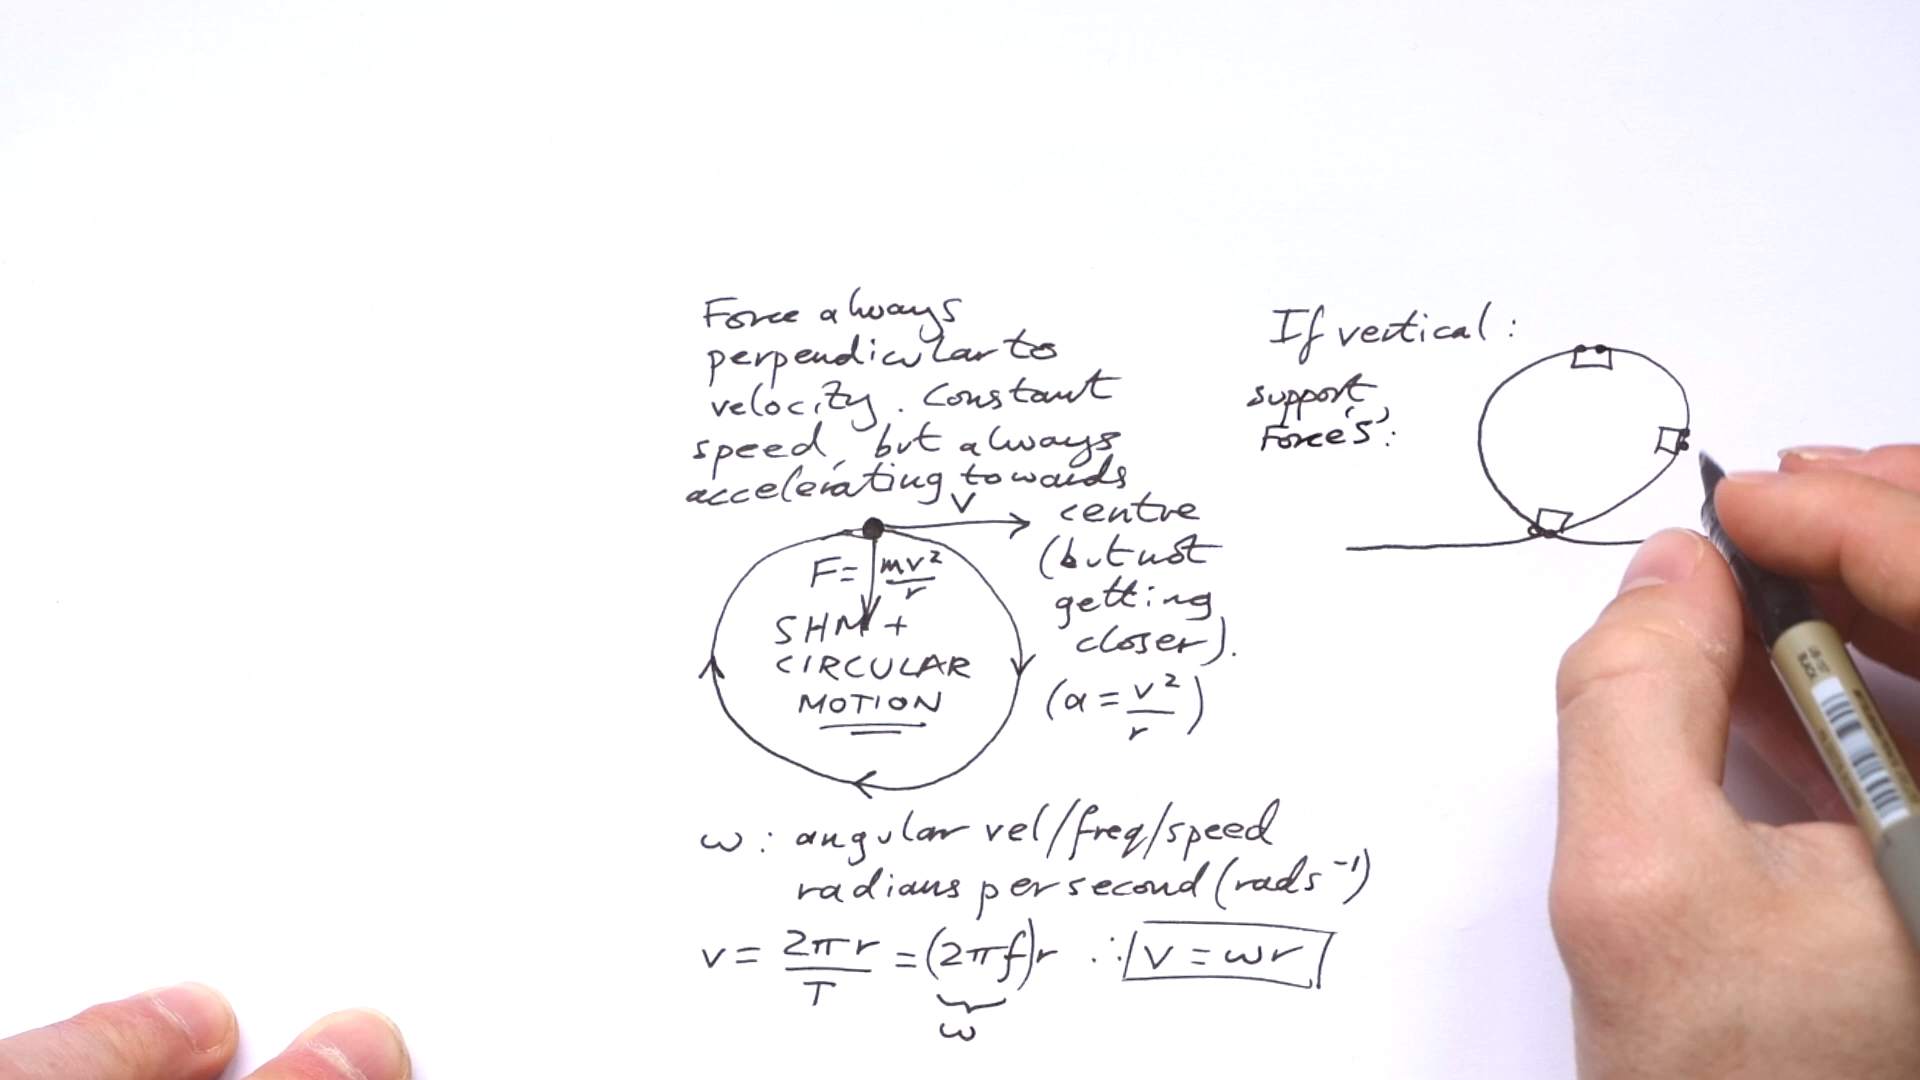 Force always
perpendicular to
velocity. Constant
speed, but always
accelerating towards
centre
(but not
getting
closer).
(a = v²/r)
v
F = mv²/r
SHM +
CIRCULAR
MOTION
ω : angular vel/freq/speed
radians per second (rads⁻¹)
v = 2πr/T = (2πf)r ∴ v = ωr
ω
If vertical :
support
Force(s) :